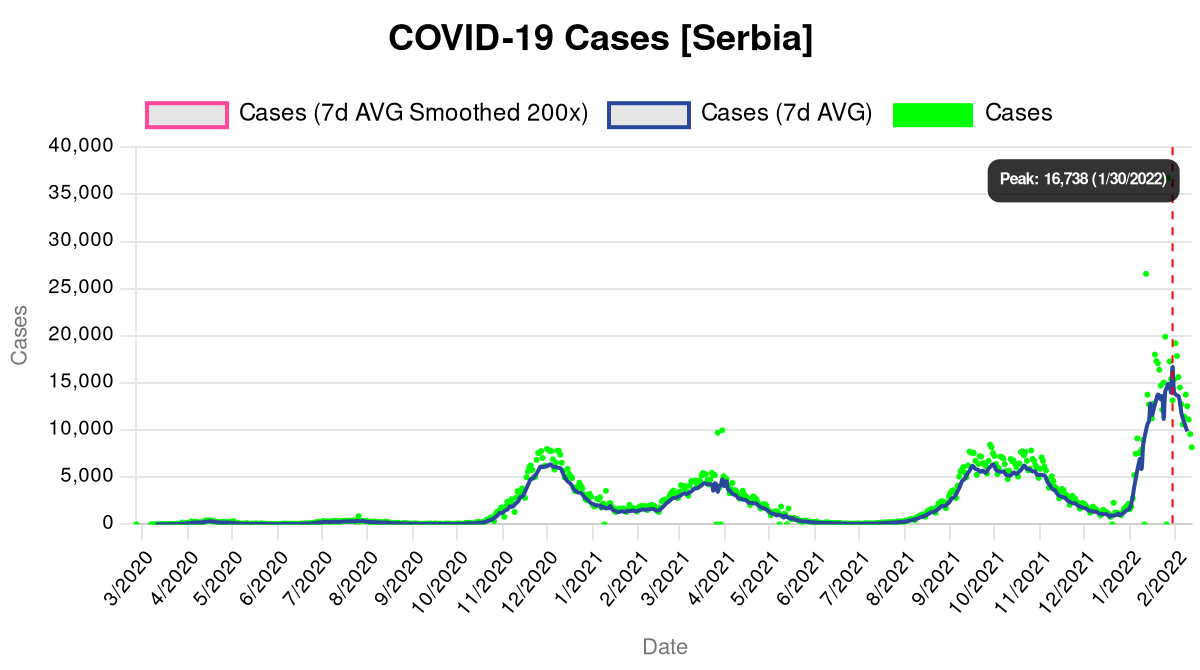 COVID-19 Cases [Serbia]
Cases (7d AVG Smoothed 200x) Cases (7d AVG) Cases
40,000
Peak: 16,738 (1/30/2022)
35,000
30,000
25,000
20,000
15,000
10,000
5,000
0
Cases
3/2020 4/2020 5/2020 6/2020 7/2020 8/2020 9/2020 10/2020 11/2020 12/2020 1/2021 2/2021 3/2021 4/2021 5/2021 6/2021 7/2021 8/2021 9/2021 10/2021 11/2021 12/2021 1/2022 2/2022
Date